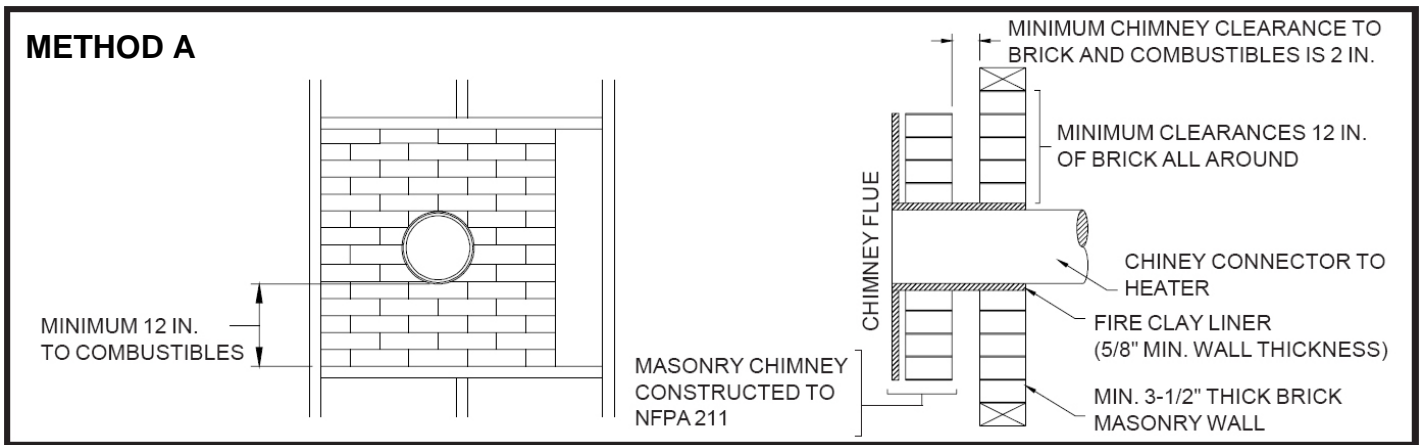 METHOD A
MINIMUM 12 IN.
TO COMBUSTIBLES
MINIMUM CHIMNEY CLEARANCE TO
BRICK AND COMBUSTIBLES IS 2 IN.
MINIMUM CLEARANCES 12 IN.
OF BRICK ALL AROUND
CHIMNEY FLUE
CHINEY CONNECTOR TO
HEATER
FIRE CLAY LINER
(5/8" MIN. WALL THICKNESS)
MASONRY CHIMNEY
CONSTRUCTED TO
NFPA 211
MIN. 3-1/2" THICK BRICK
MASONRY WALL